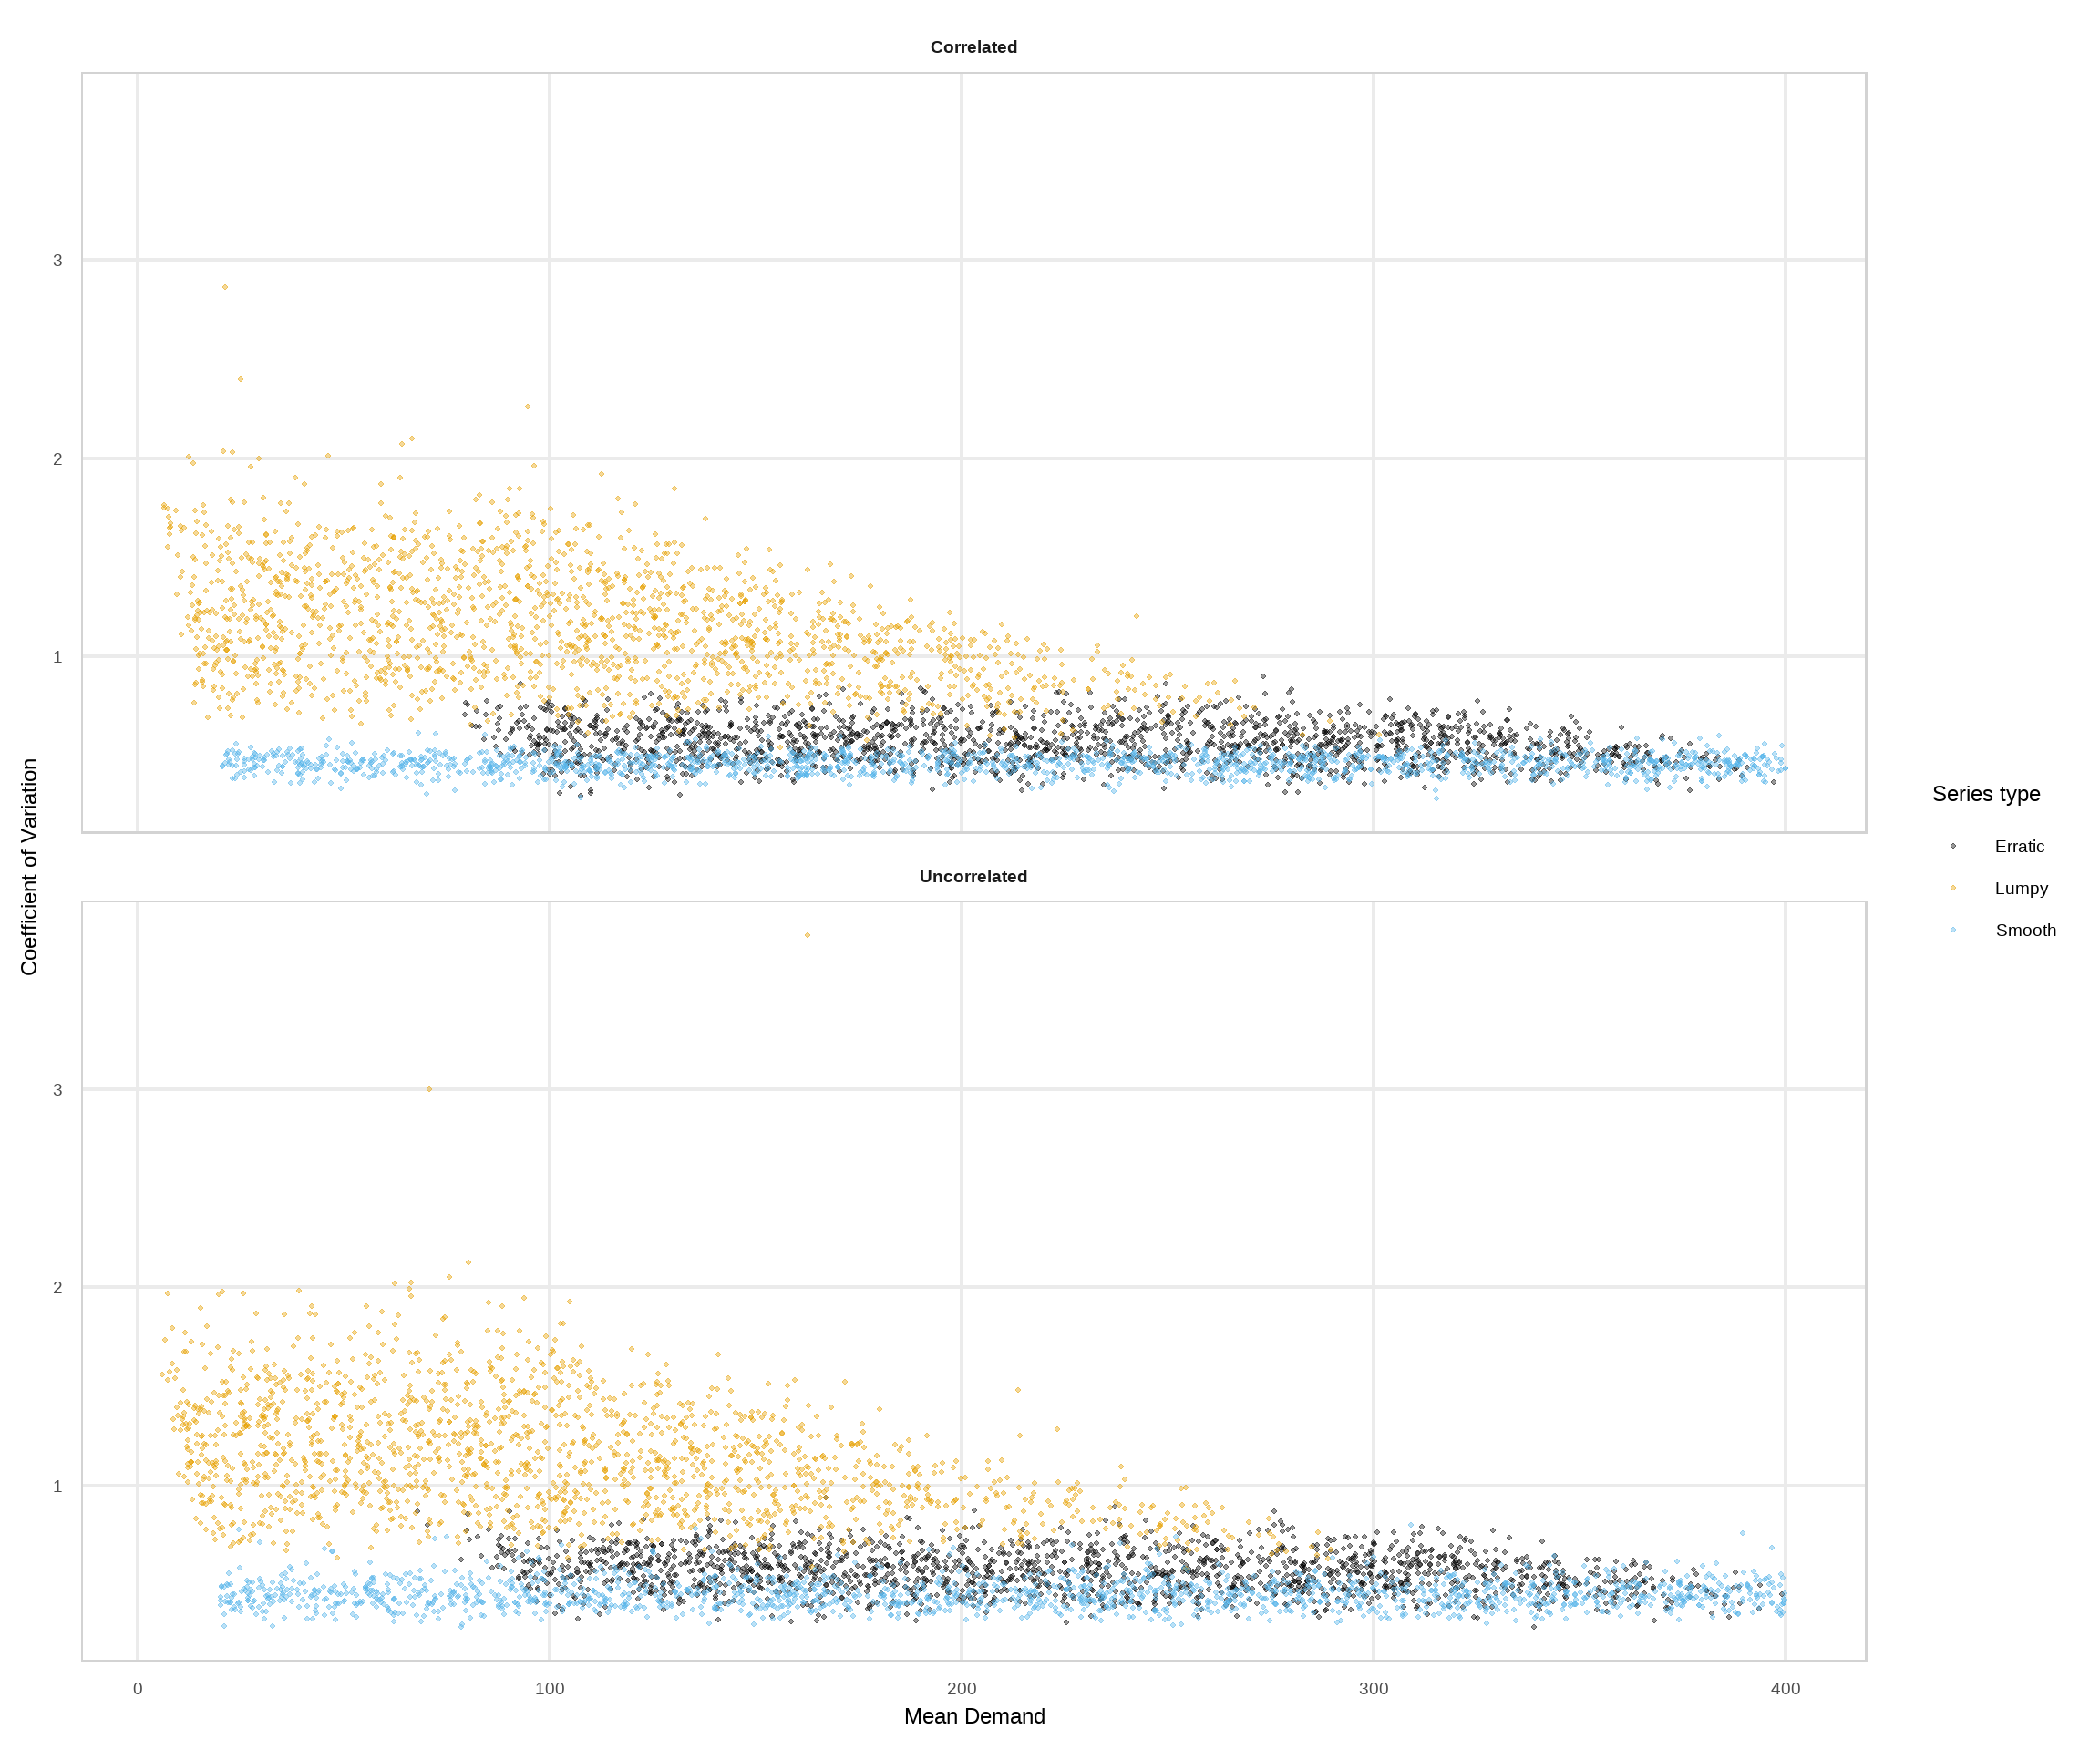 Correlated
3
2
1
Uncorrelated
3
2
1
0 100 200 300 400
Mean Demand
Coefficient of Variation
Series type
Erratic
Lumpy
Smooth